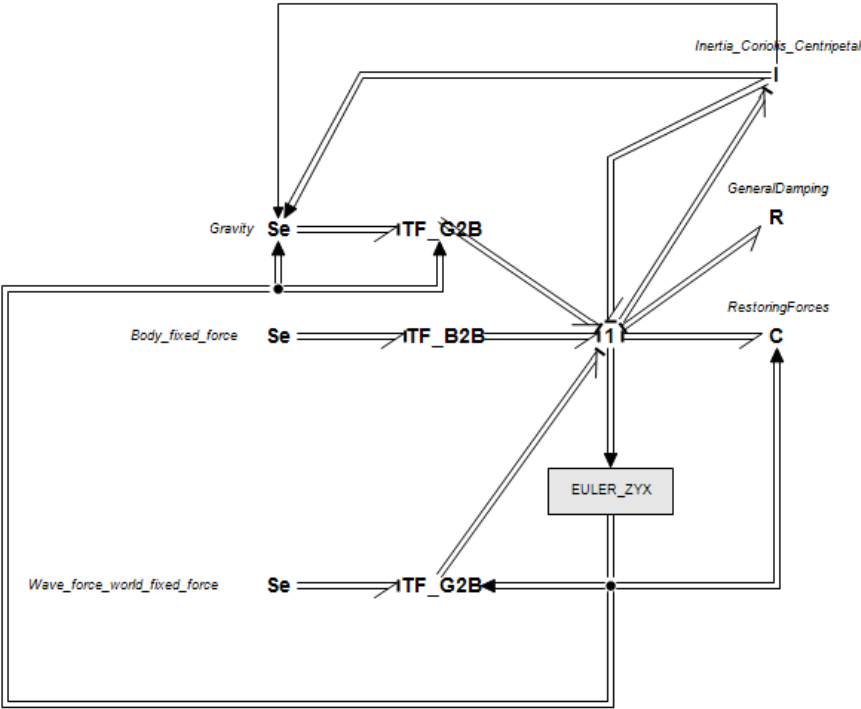 Inertia_Coriolis_Centripetal
I
GeneralDamping
R
Gravity Se TF_G2B
RestoringForces
Body_fixed_force Se TF_B2B 1 C
EULER_ZYX
Wave_force_world_fixed_force Se TF_G2B